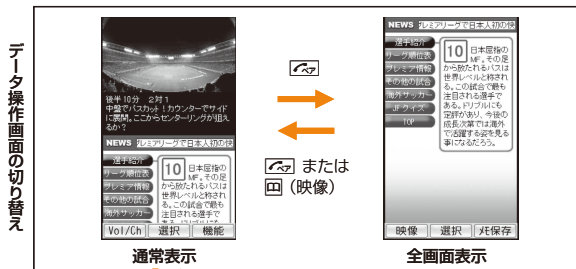 データ操作画面の切り替え
後半10分 2対1
中盤でパスカット!カウンターでサイド
に展開。ここからセンターリングが狙え
るか?
NEWS プレミアリーグで日本人初の快
選手紹介
リーグ順位表
プレミア情報
その他の試合
海外サッカー
10 日本屈指の
MF。その足
から放たれるパスは
世界レベルと称され
る。この試合で最も
注目される選手で
Vol/Ch 選択 機能
通常表示
クリア
クリア または
(映像)
NEWS プレミアリーグで日本人初の快
選手紹介
リーグ順位表
プレミア情報
その他の試合
海外サッカー
JFクイズ
TOP
10 日本屈指の
MF。その足
から放たれるパスは
世界レベルと称され
る。この試合で最も
注目される選手で
ある。ドリブルにも
定評があり、今後の
成長次第では海外
で活躍する姿を見る
事になるだろう。
映像 選択 メモ保存
全画面表示